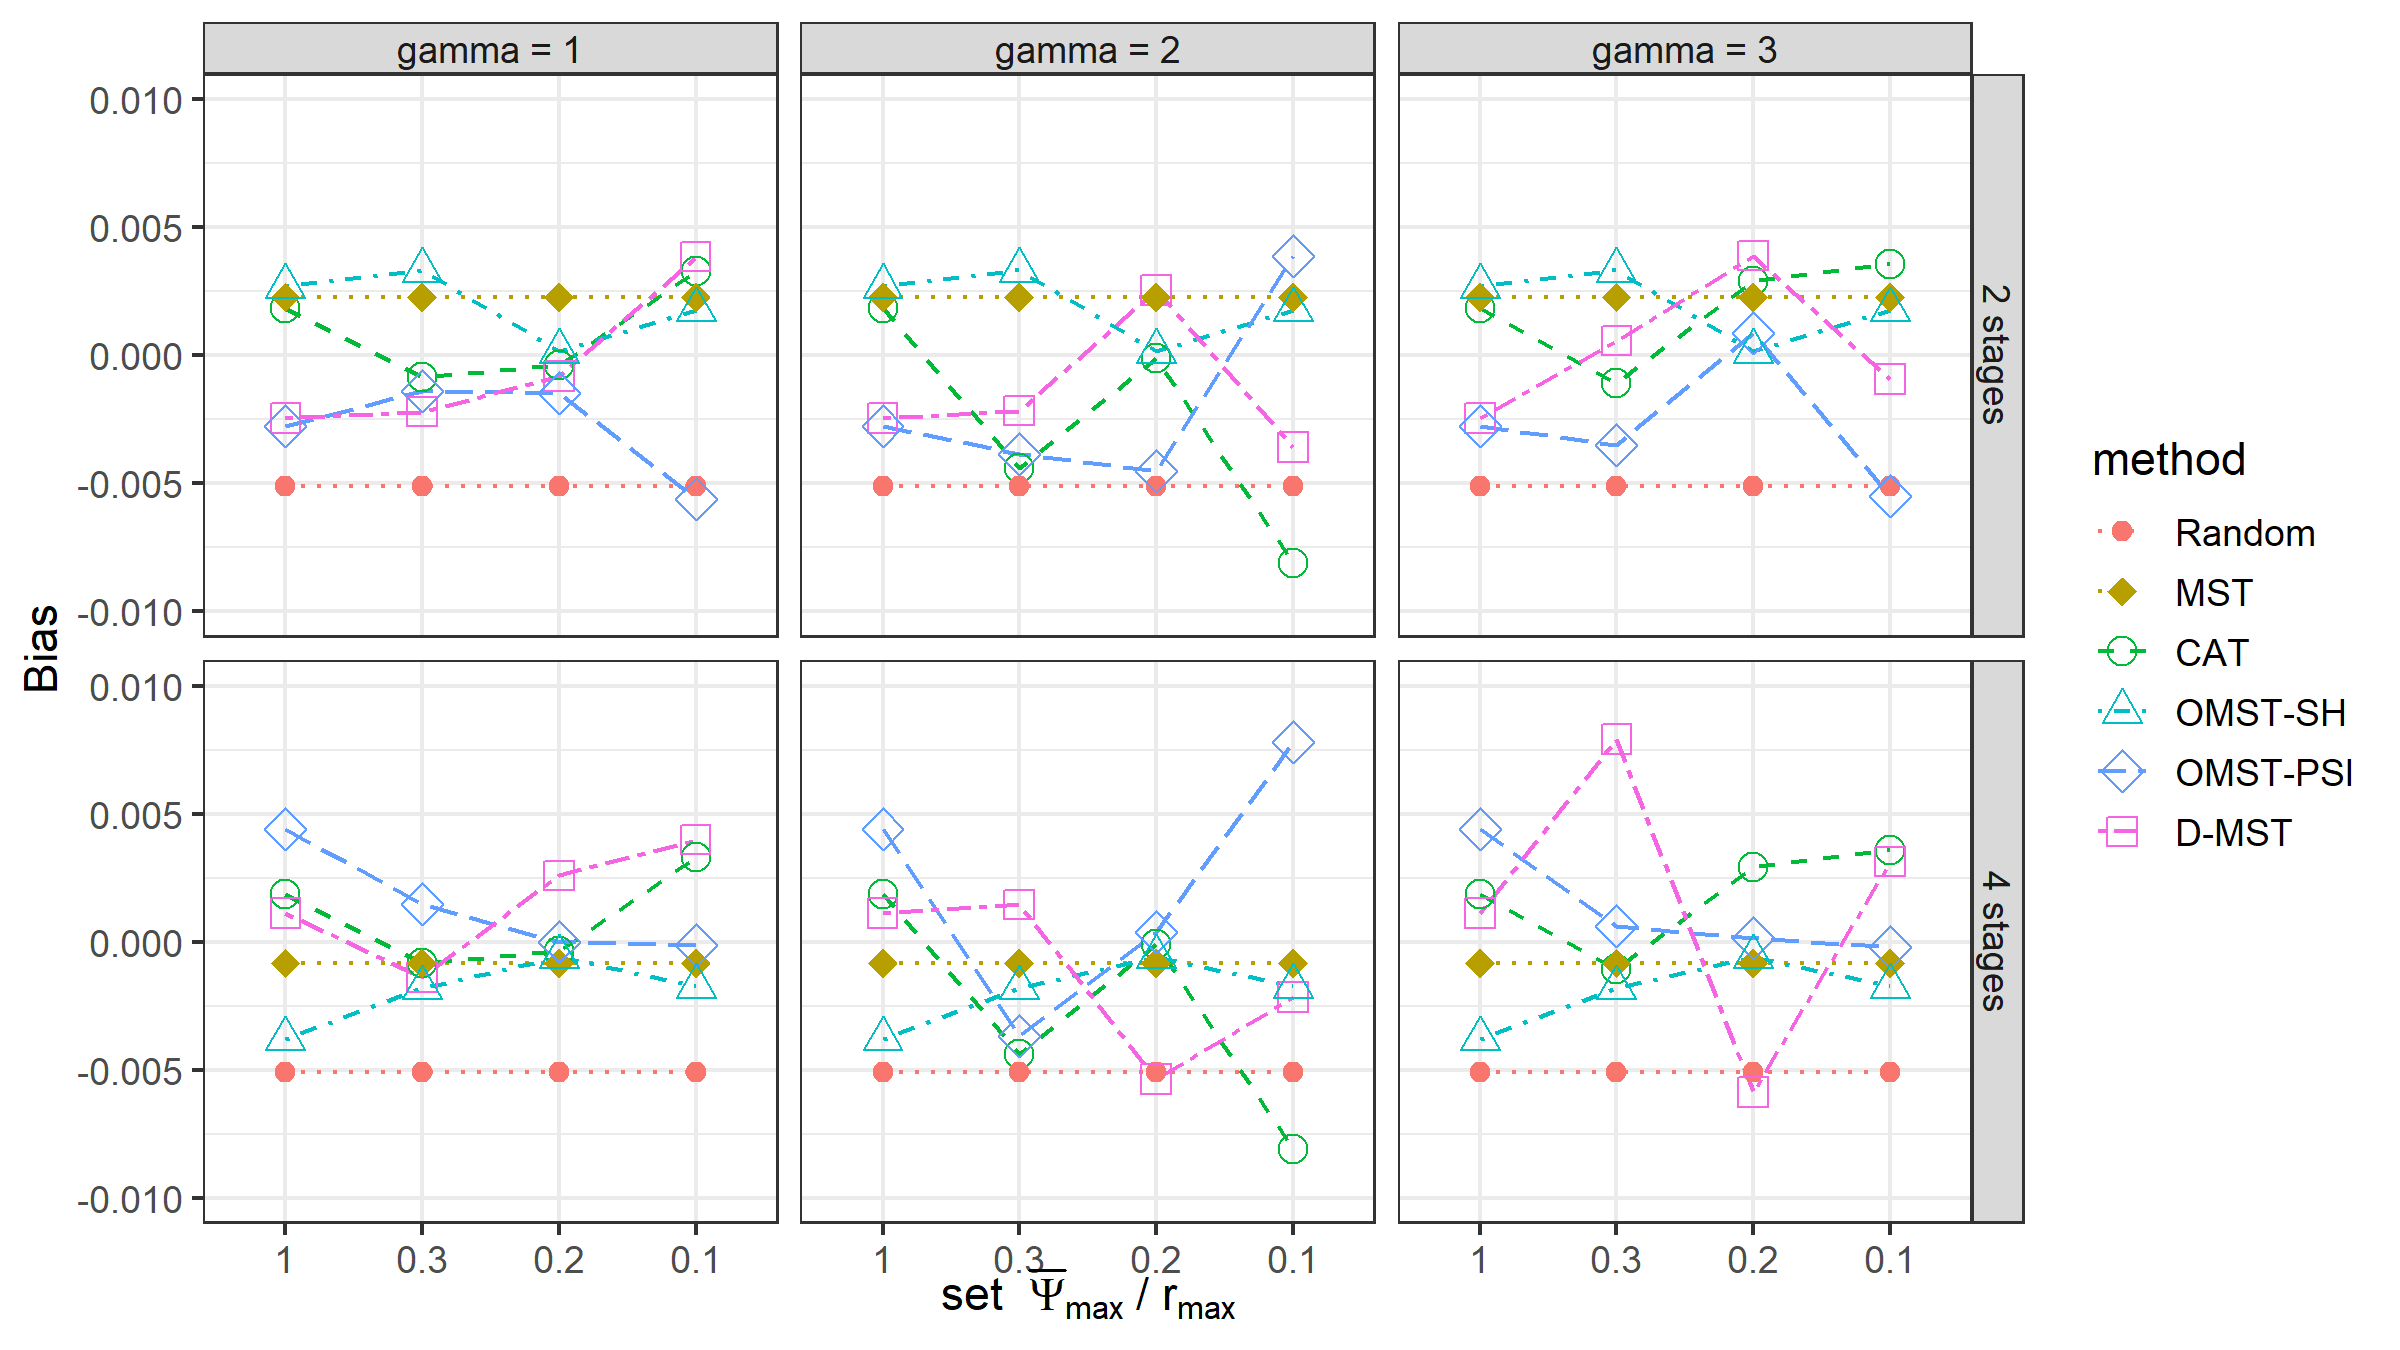 gamma = 1
gamma = 2
gamma = 3
0.010
0.005
0.000
-0.005
-0.010
2 stages
Bias
0.010
0.005
0.000
-0.005
-0.010
4 stages
1 0.3 0.2 0.1
1 0.3 0.2 0.1
1 0.3 0.2 0.1
set Ψ̅max / rmax
method
Random
MST
CAT
OMST-SH
OMST-PSI
D-MST